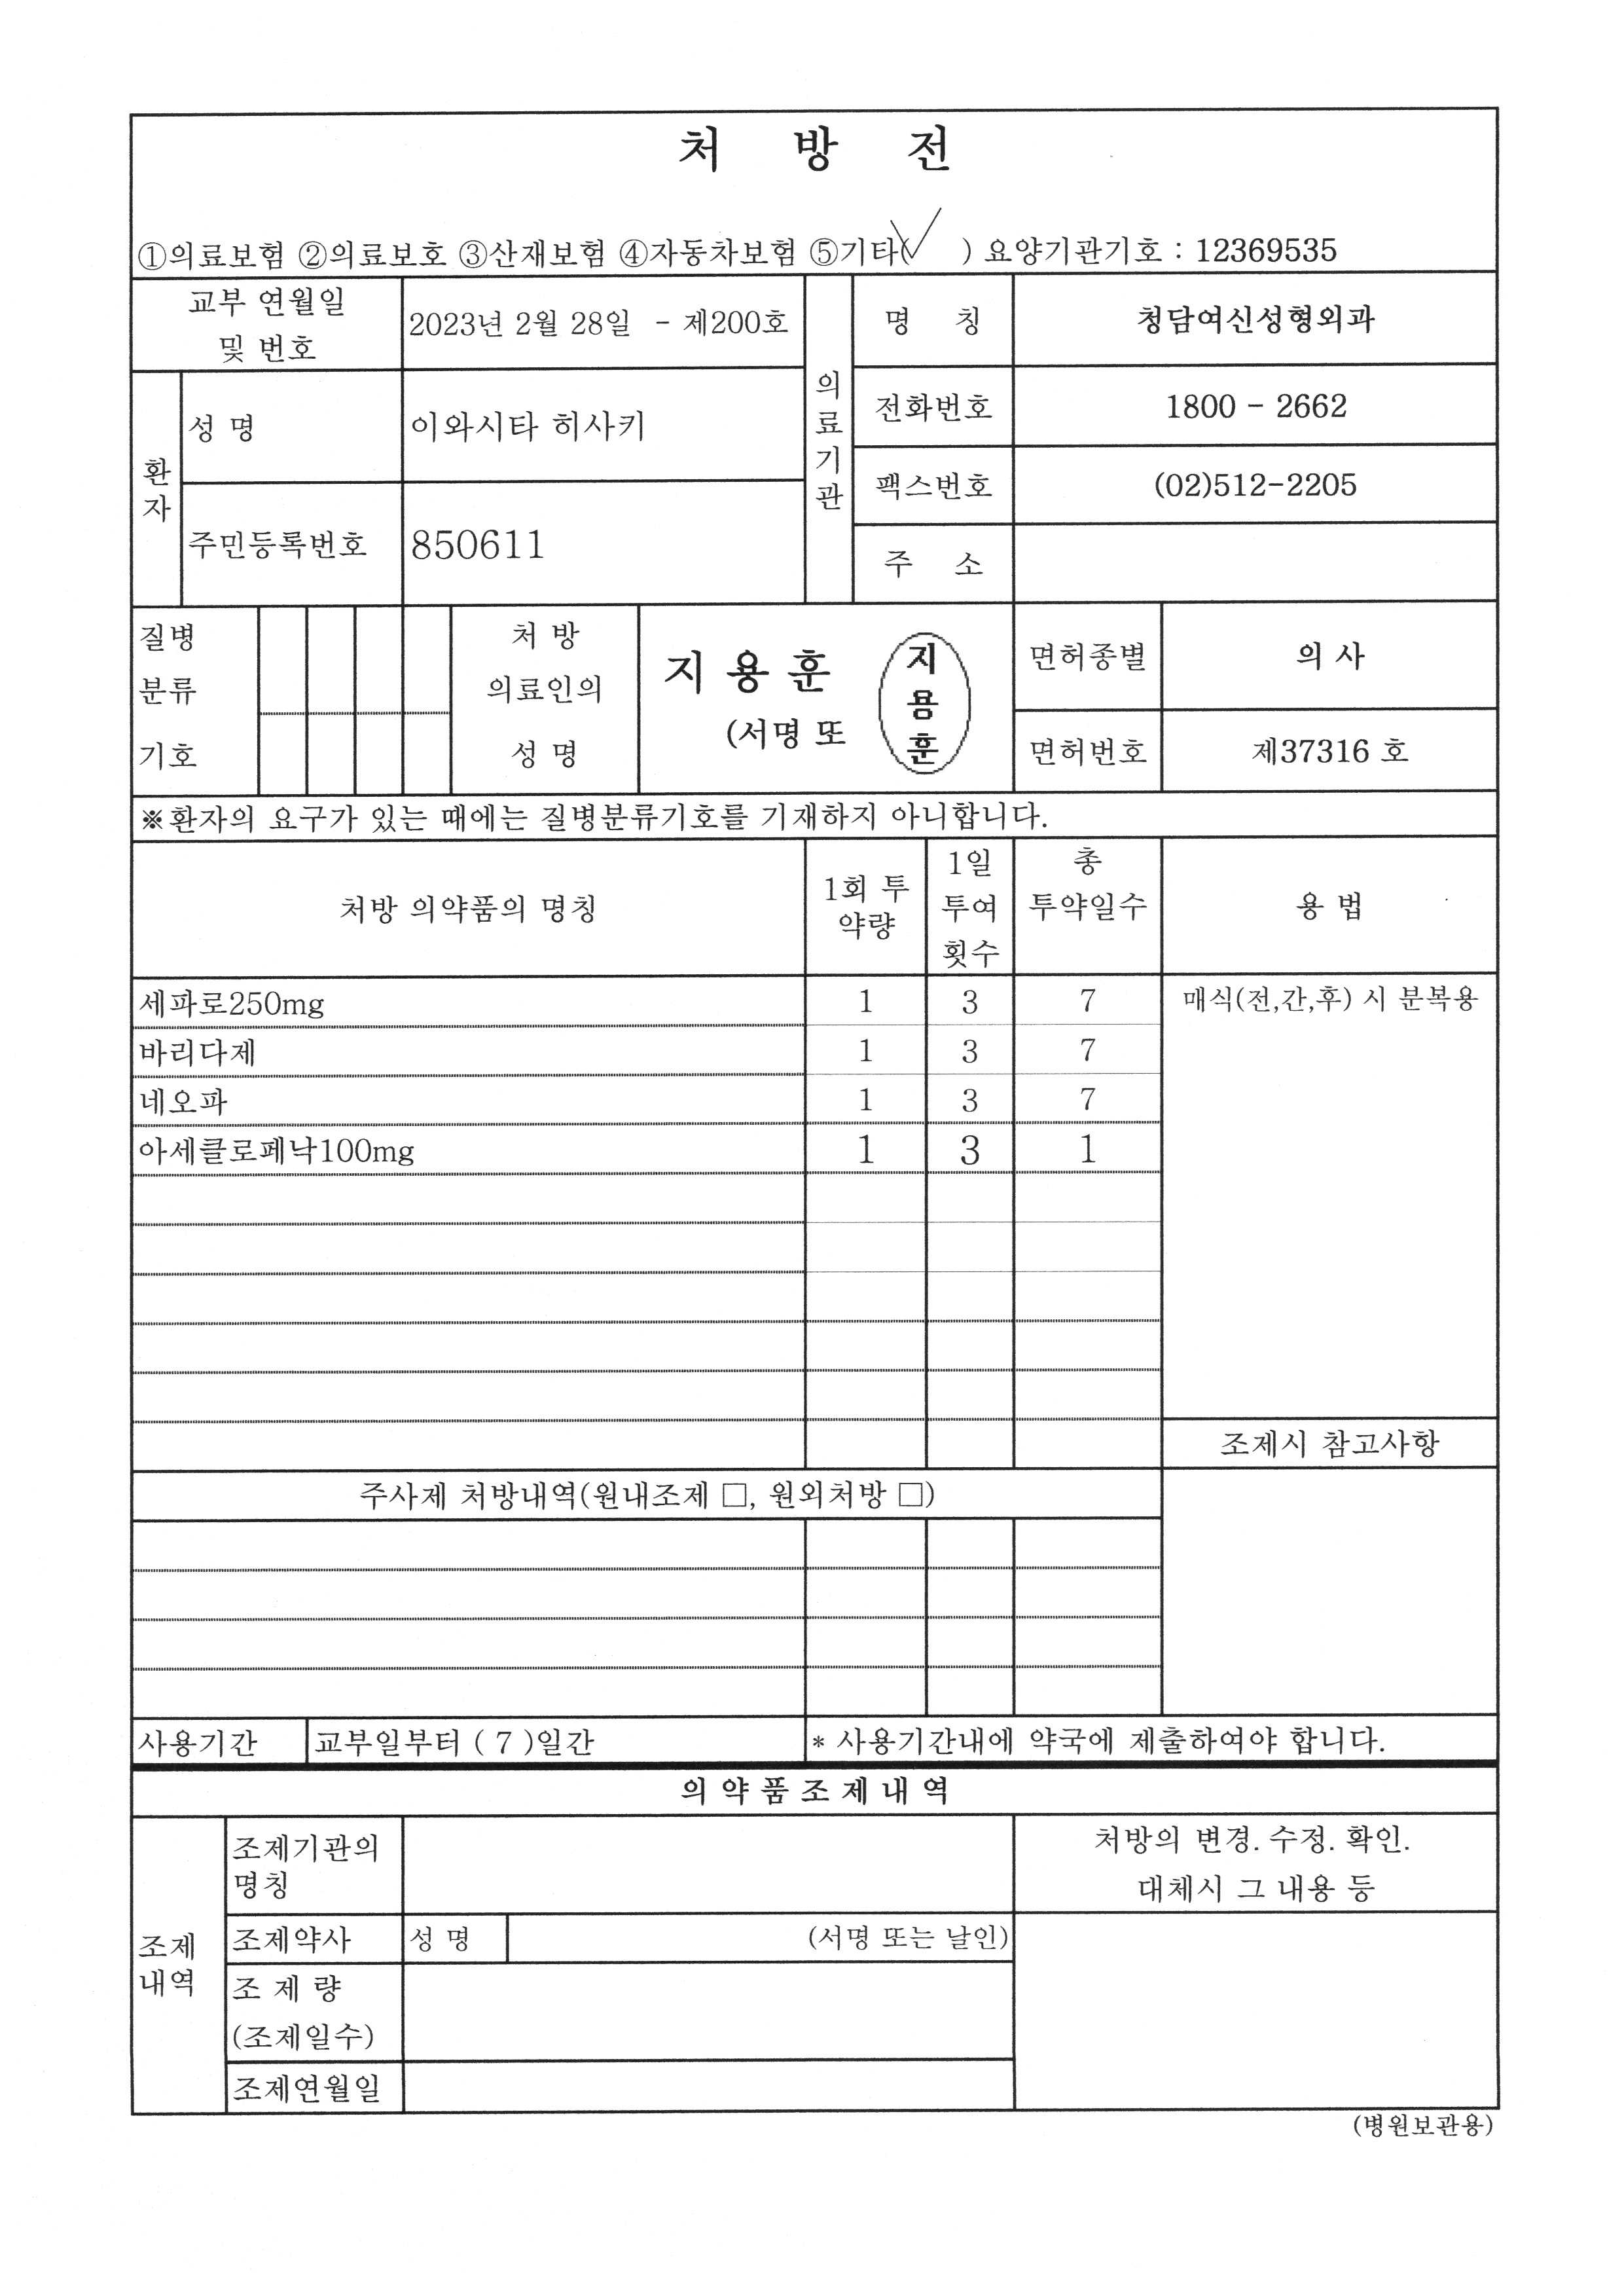 처 방 전
①의료보험 ②의료보호 ③산재보험 ④자동차보험 ⑤기타(√ ) 요양기관기호 : 12369535
교부 연월일
및 번호
2023년 2월 28일 - 제200호
환자
성 명
이와시타 히사키
주민등록번호
850611
의료기관
명 칭
청담여신성형외과
전화번호
1800 - 2662
팩스번호
(02)512-2205
주 소
질병
분류
기호
처 방
의료인의
성 명
지 용 훈
(서명 또
지용훈
면허종별
의 사
면허번호
제37316 호
※환자의 요구가 있는 때에는 질병분류기호를 기재하지 아니합니다.
처방 의약품의 명칭
1회 투
약량
1일
투여
횟수
총
투약일수
용 법
세파로250mg 1 3 7 매식(전,간,후) 시 분복용
바리다제 1 3 7
네오파 1 3 7
아세클로페낙100mg 1 3 1
조제시 참고사항
주사제 처방내역(원내조제 □, 원외처방 □)
사용기간
교부일부터 ( 7 )일간
* 사용기간내에 약국에 제출하여야 합니다.
의 약 품 조 제 내 역
조제
내역
조제기관의
명칭
처방의 변경. 수정. 확인.
대체시 그 내용 등
조제약사
성 명
(서명 또는 날인)
조 제 량
(조제일수)
조제연월일
(병원보관용)